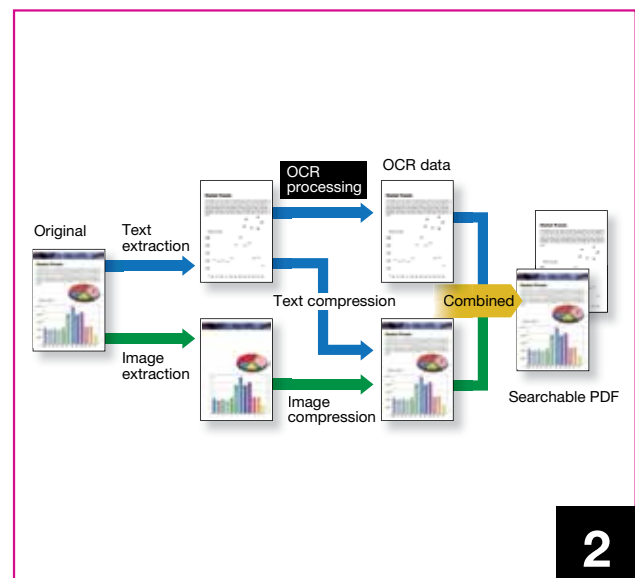 OCR
processing
OCR data
Original
Text
extraction
Text compression
Combined
Image
extraction
Image
compression
Searchable PDF
2